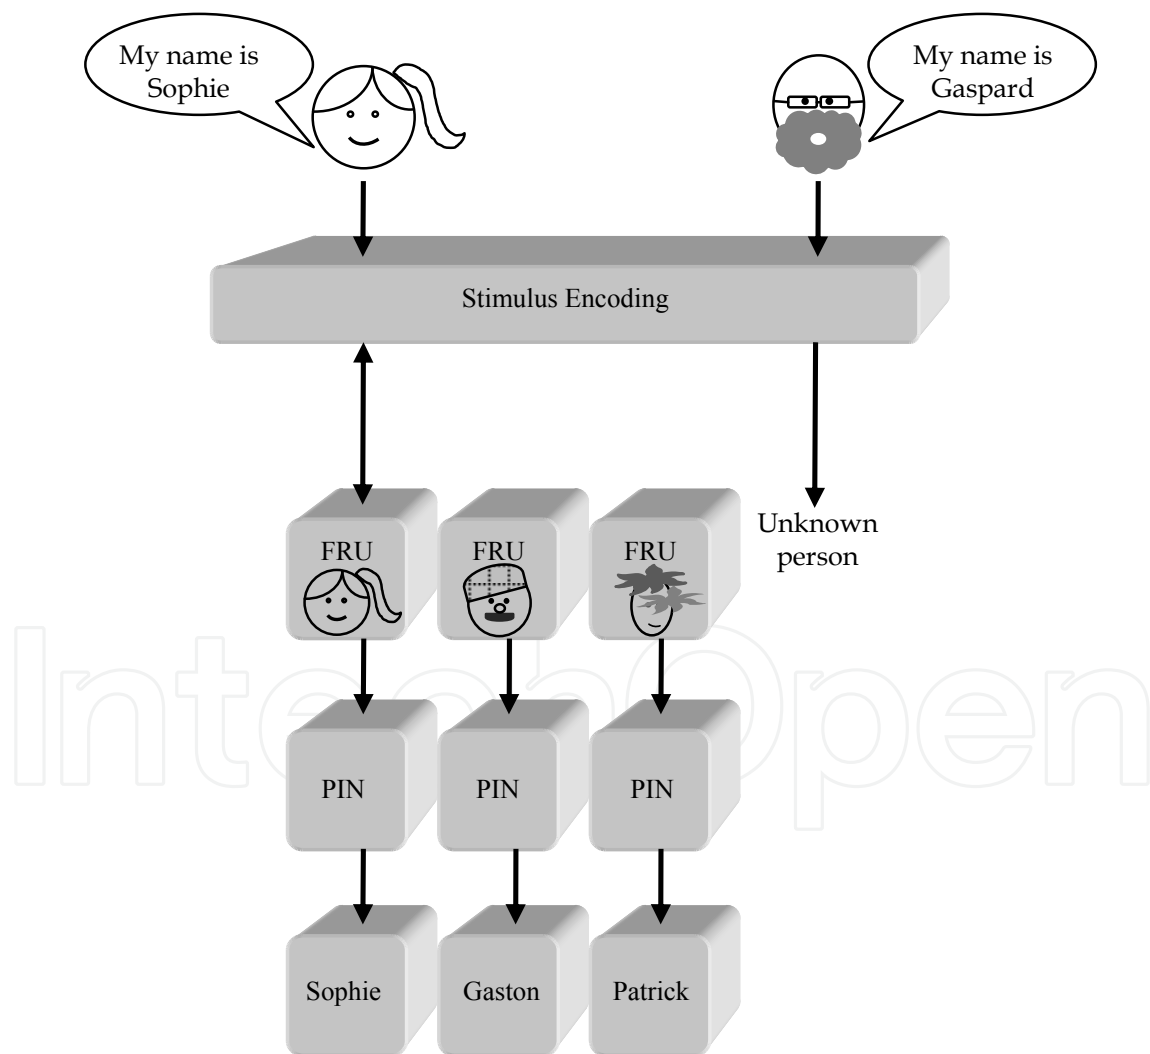 My name is
Sophie
My name is
Gaspard
Stimulus Encoding
FRU FRU FRU
Unknown
person
IntechOpen
PIN PIN PIN
Sophie Gaston Patrick